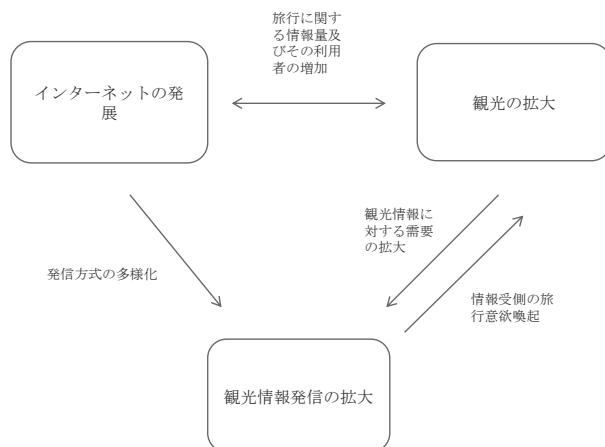 旅行に関す
る情報量及
びその利用
者の増加
インターネットの発
展
観光の拡大
観光情報に
対する需要
の拡大
発信方式の多様化
情報受側の旅
行意欲喚起
観光情報発信の拡大